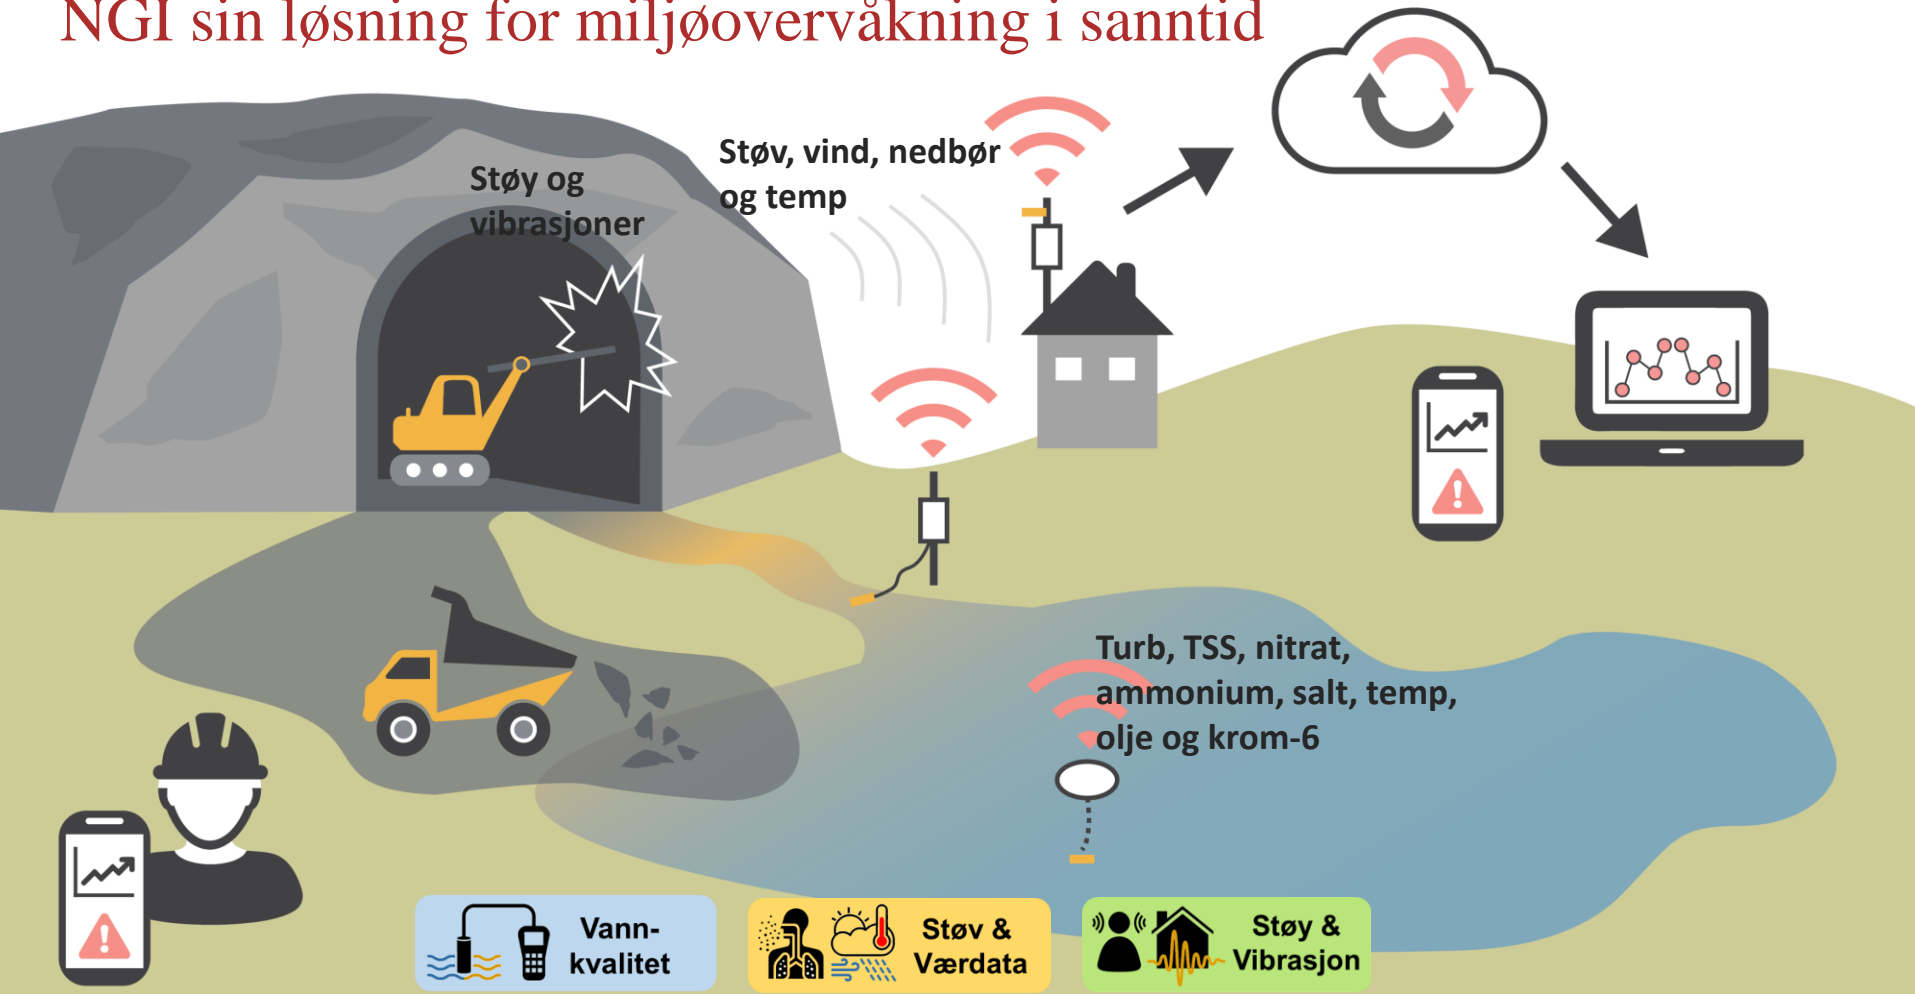 NGI sin løsning for miljøovervåkning i sanntid
Støy og
vibrasjoner
Støv, vind, nedbør
og temp
Turb, TSS, nitrat,
ammonium, salt, temp,
olje og krom-6
Vann-
kvalitet
Støv &
Værdata
Støy &
Vibrasjon